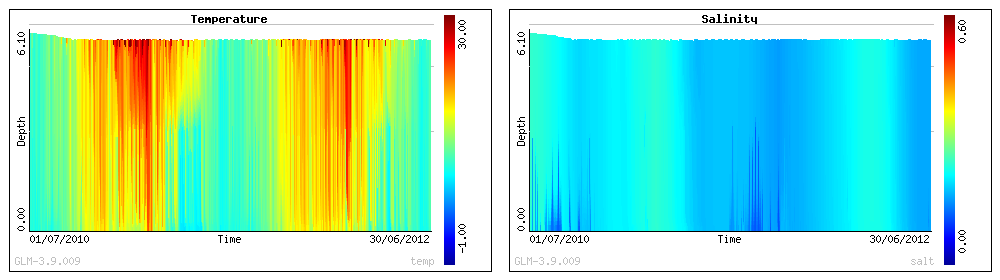 Temperature
6.10
Depth
0.00
01/07/2010 Time 30/06/2012
GLM-3.9.009 temp
30.00
-1.00
Salinity
6.10
Depth
0.00
01/07/2010 Time 30/06/2012
GLM-3.9.009 salt
0.60
0.00